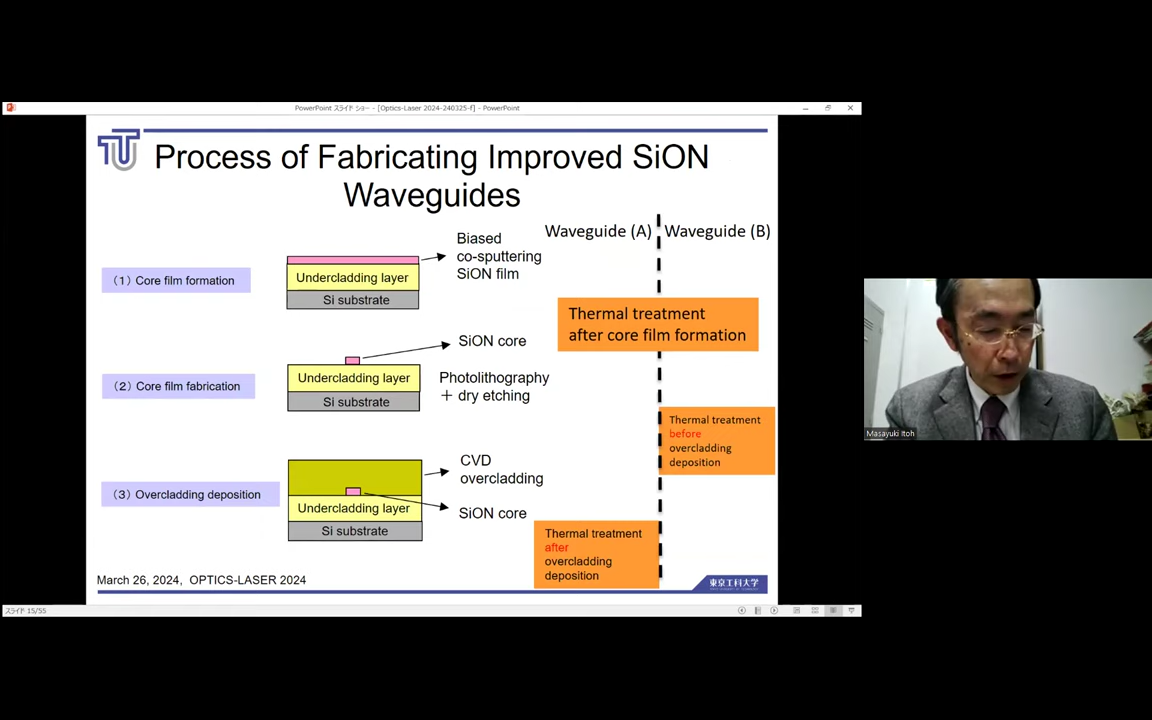 PowerPoint スライド ショー - [Optics-Laser 2024-240325-f] - PowerPoint
Process of Fabricating Improved SiON
Waveguides
Waveguide (A)
Waveguide (B)
Biased
co-sputtering
SiON film
(1) Core film formation
Undercladding layer
Si substrate
Thermal treatment
after core film formation
SiON core
(2) Core film fabrication
Undercladding layer
Si substrate
Photolithography
+ dry etching
Thermal treatment
before
overcladding
deposition
CVD
overcladding
(3) Overcladding deposition
Undercladding layer
Si substrate
SiON core
Thermal treatment
after
overcladding
deposition
March 26, 2024, OPTICS-LASER 2024
東京工科大学
スライド 15/55
Masayuki Itoh